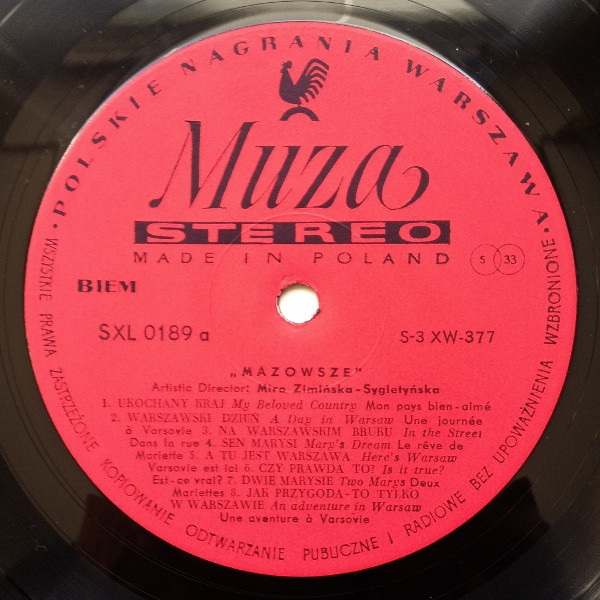 • POLSKIE NAGRANIA WARSZAWA •
Muza
STEREO
MADE IN POLAND
S 33
BIEM
SXL 0189 a
S-3 XW-377
„MAZOWSZE"
Artistic Director: Mira Zimińska-Sygietyńska
1. UKOCHANY KRAJ My Beloved Country Mon pays bien-aimé
2. WARSZAWSKI DZIEŃ A Day in Warsaw Une journée
à Varsovie 3. NA WARSZAWSKIM BRUKU In the Street
Dans la rue 4. SEN MARYSI Mary's Dream Le rêve de
Mariette 5. A TU JEST WARSZAWA Here's Warsaw
Varsovie est ici 6. CZY PRAWDA TO? Is it true?
Est-ce vrai? 7. DWIE MARYSIE Two Marys Deux
Mariettes 8. JAK PRZYGODA-TO TYLKO
W WARSZAWIE An adventure in Warsaw
Une aventure à Varsovie
WSZYSTKIE PRAWA ZASTRZEŻONE KOPIOWANIE ODTWARZANIE PUBLICZNE I RADIOWE BEZ UPOWAŻNIENIA WZBRONIONE